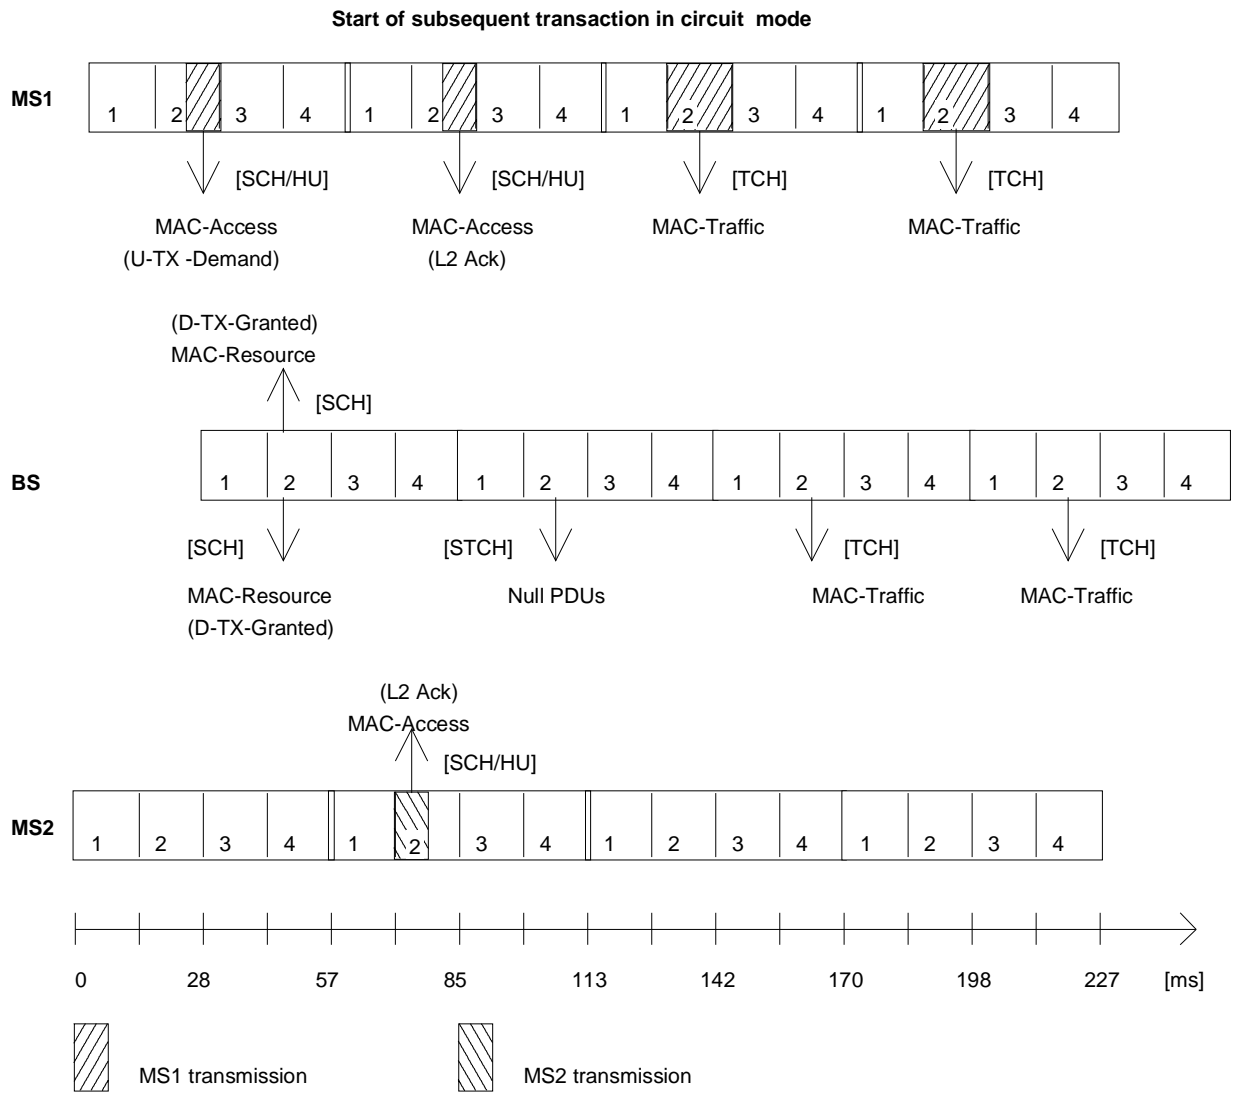 Start of subsequent transaction in circuit mode
MS1
1 2 3 4 1 2 3 4 1 2 3 4 1 2 3 4
[SCH/HU] [SCH/HU] [TCH] [TCH]
MAC-Access MAC-Access MAC-Traffic MAC-Traffic
(U-TX -Demand) (L2 Ack)
(D-TX-Granted)
MAC-Resource
[SCH]
BS
1 2 3 4 1 2 3 4 1 2 3 4 1 2 3 4
[SCH] [STCH] [TCH] [TCH]
MAC-Resource Null PDUs MAC-Traffic MAC-Traffic
(D-TX-Granted)
(L2 Ack)
MAC-Access
[SCH/HU]
MS2
1 2 3 4 1 2 3 4 1 2 3 4 1 2 3 4
0 28 57 85 113 142 170 198 227 [ms]
MS1 transmission MS2 transmission